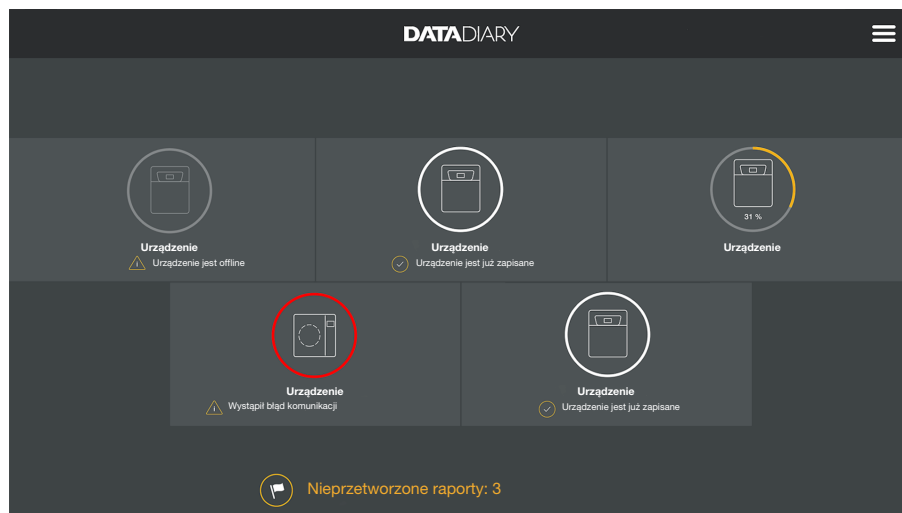 DATADIARY
31 %
Urządzenie
Urządzenie jest offline
Urządzenie
Urządzenie jest już zapisane
Urządzenie
Urządzenie
Wystąpił błąd komunikacji
Urządzenie
Urządzenie jest już zapisane
Nieprzetworzone raporty: 3